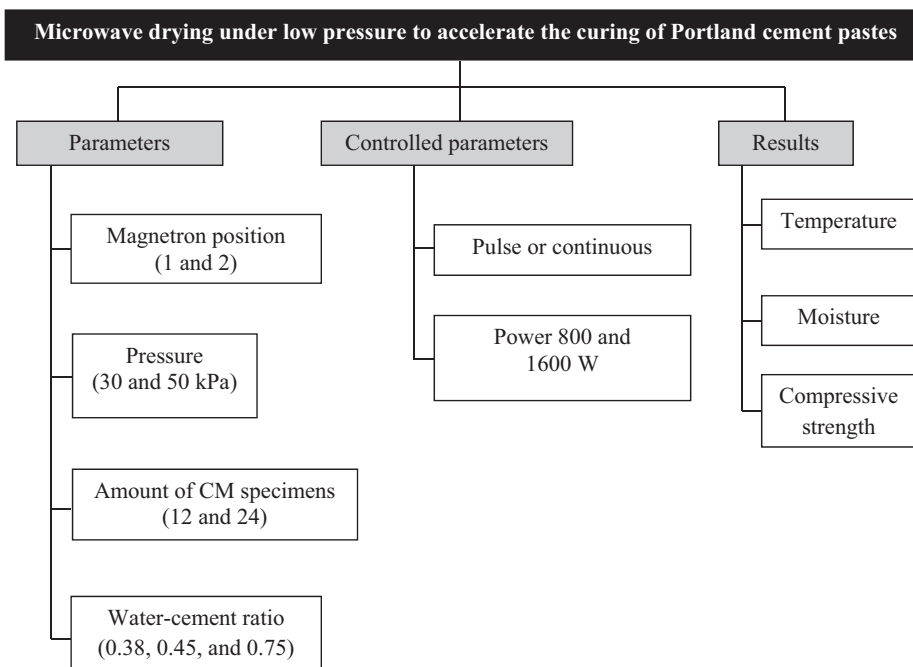 Microwave drying under low pressure to accelerate the curing of Portland cement pastes
Parameters
Magnetron position
(1 and 2)
Pressure
(30 and 50 kPa)
Amount of CM specimens
(12 and 24)
Water-cement ratio
(0.38, 0.45, and 0.75)
Controlled parameters
Pulse or continuous
Power 800 and
1600 W
Results
Temperature
Moisture
Compressive
strength